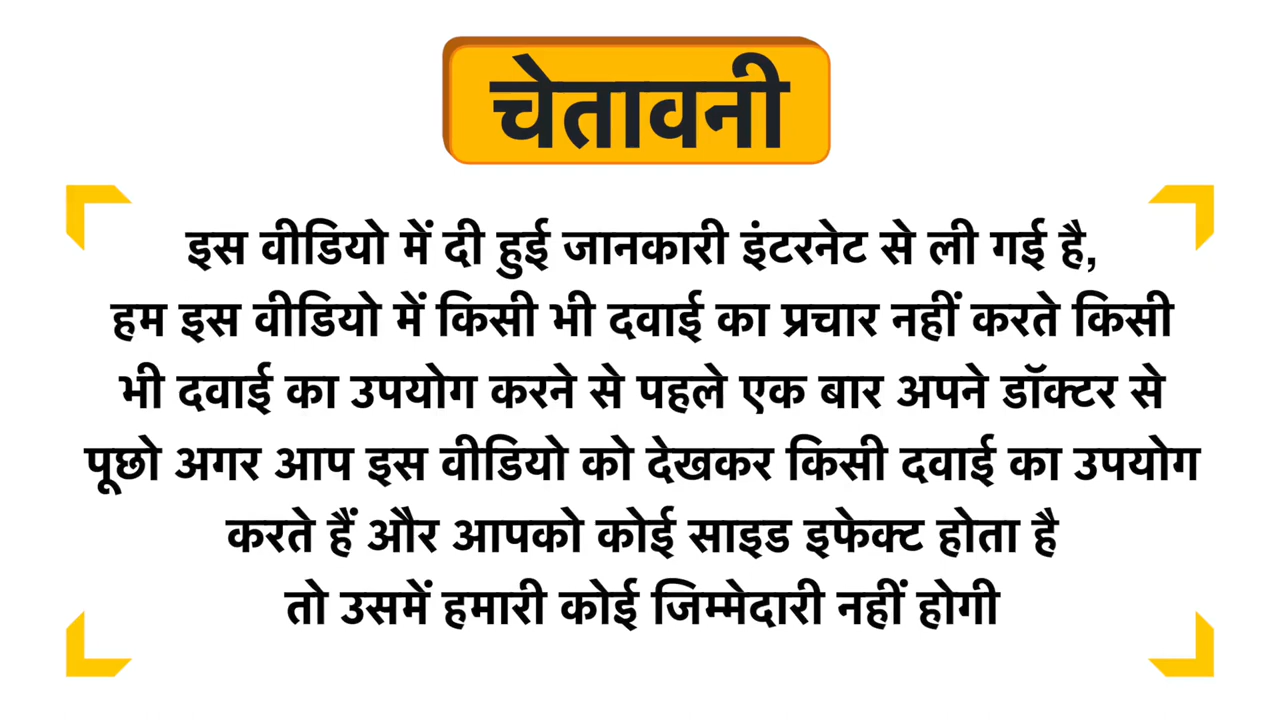 चेतावनी
इस वीडियो में दी हुई जानकारी इंटरनेट से ली गई है,
हम इस वीडियो में किसी भी दवाई का प्रचार नहीं करते किसी
भी दवाई का उपयोग करने से पहले एक बार अपने डॉक्टर से
पूछो अगर आप इस वीडियो को देखकर किसी दवाई का उपयोग
करते हैं और आपको कोई साइड इफेक्ट होता है
तो उसमें हमारी कोई जिम्मेदारी नहीं होगी